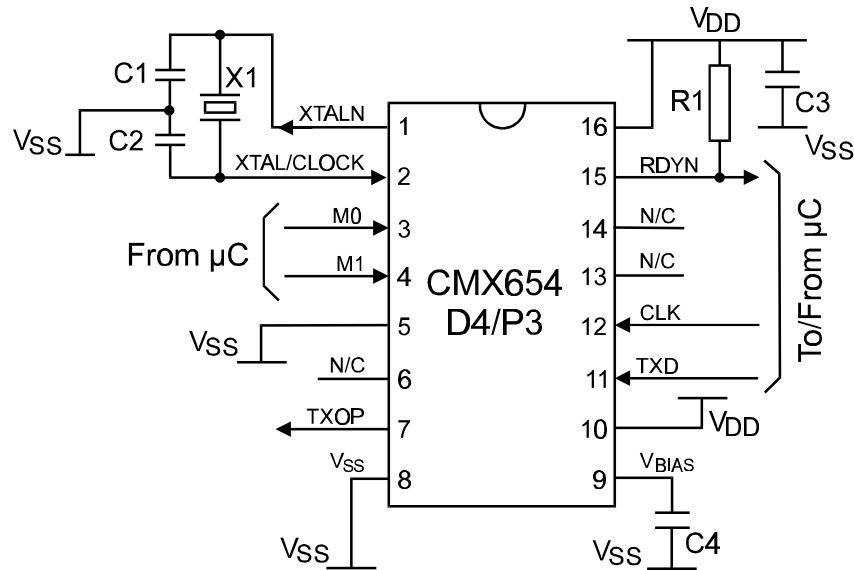 VDD
C1
X1
R1
C3
XTALN
1
16
VSS
C2
VSS
XTAL/CLOCK
2
15
RDYN
M0
3
14
N/C
From µC
M1
4
13
N/C
CMX654
D4/P3
To/From µC
VSS
5
12
CLK
N/C
6
11
TXD
TXOP
7
10
VDD
VSS
8
9
VBIAS
VSS
VSS
C4